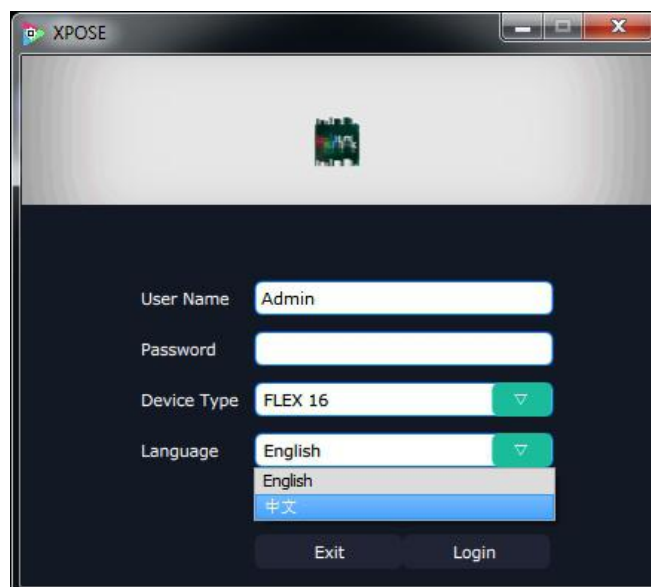 XPOSE
User Name Admin
Password
Device Type FLEX 16
Language English
English
中文
Exit Login